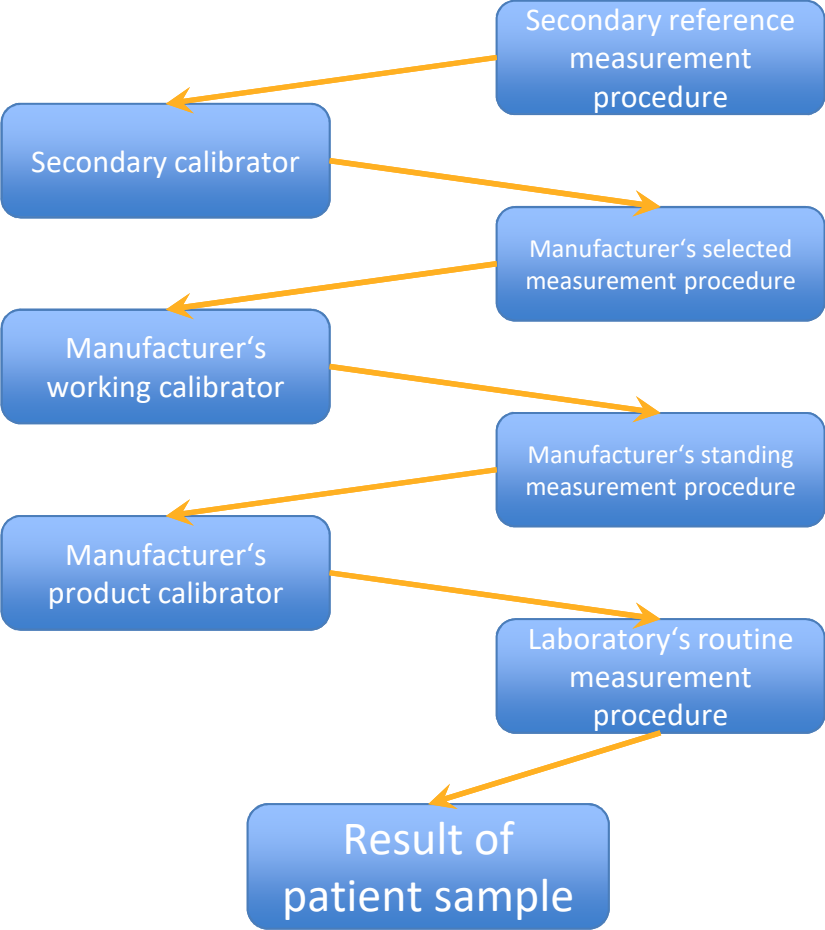 Secondary reference
measurement
procedure
Secondary calibrator
Manufacturer‘s selected
measurement procedure
Manufacturer‘s
working calibrator
Manufacturer‘s standing
measurement procedure
Manufacturer‘s
product calibrator
Laboratory‘s routine
measurement
procedure
Result of
patient sample